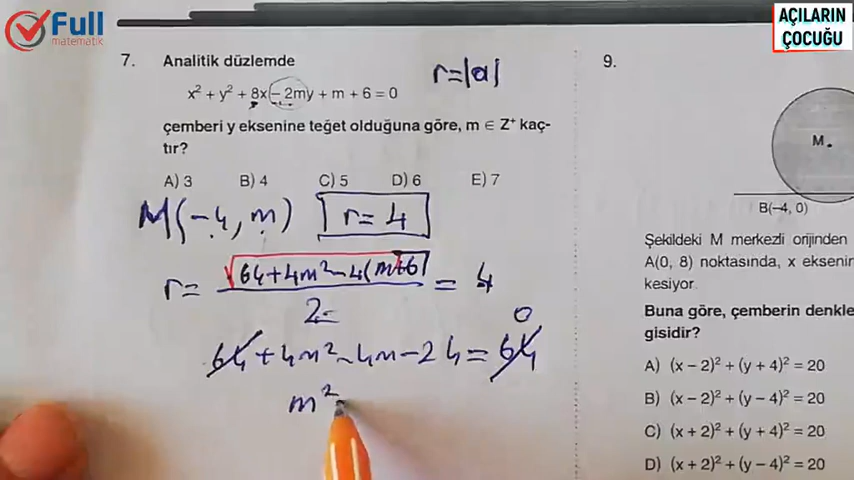 Full
matematik
AÇILARIN
ÇOCUĞU
7. Analitik düzlemde
x² + y² + 8x - 2my + m + 6 = 0
r=|a|
çemberi y eksenine teğet olduğuna göre, m ∈ Z⁺ kaç-
tır?
A) 3 B) 4 C) 5 D) 6 E) 7
M(-4, m) r = 4
r = √64+4m²-4(m+6) / 2 = 4
0
64 + 4m² - 4m - 24 = 64
m²
9.
M
B(–4, 0)
Şekildeki M merkezli orijinden
A(0, 8) noktasında, x eksenin
kesiyor.
Buna göre, çemberin denkle
gisidir?
A) (x – 2)² + (y + 4)² = 20
B) (x – 2)² + (y – 4)² = 20
C) (x + 2)² + (y + 4)² = 20
D) (x + 2)² + (y – 4)² = 20